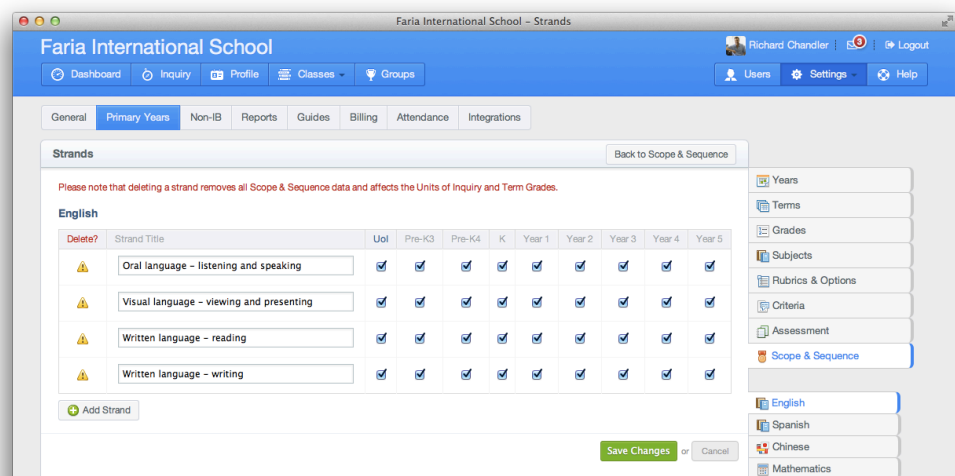 Faria International School – Strands
Faria International School
Richard Chandler 3 Logout
Dashboard Inquiry Profile Classes Groups Users Settings Help
General Primary Years Non-IB Reports Guides Billing Attendance Integrations
Strands Back to Scope & Sequence
Please note that deleting a strand removes all Scope & Sequence data and affects the Units of Inquiry and Term Grades.
English
Delete? Strand Title UoI Pre-K3 Pre-K4 K Year 1 Year 2 Year 3 Year 4 Year 5
Oral language – listening and speaking
Visual language – viewing and presenting
Written language – reading
Written language – writing
Add Strand
Save Changes or Cancel
Years
Terms
Grades
Subjects
Rubrics & Options
Criteria
Assessment
Scope & Sequence
English
Spanish
Chinese
Mathematics